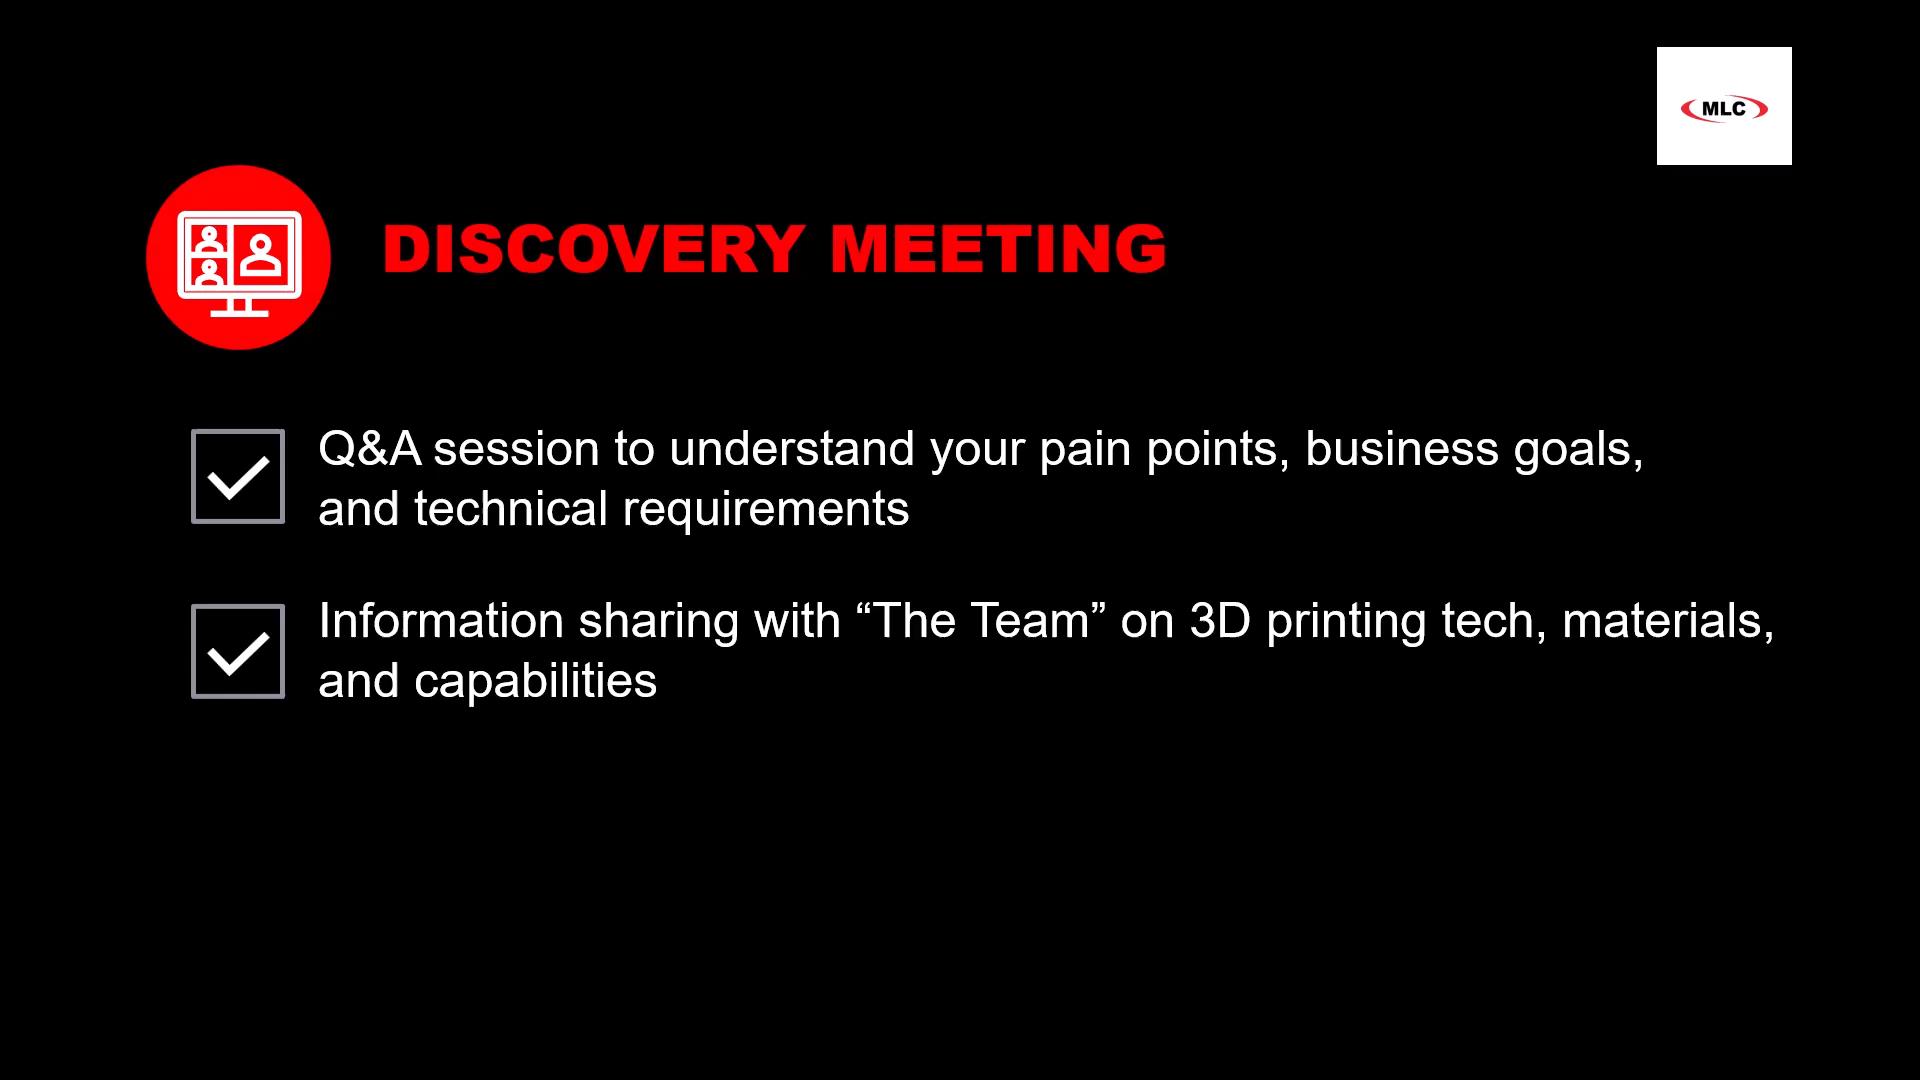 MLC
DISCOVERY MEETING
Q&A session to understand your pain points, business goals,
and technical requirements
Information sharing with “The Team” on 3D printing tech, materials,
and capabilities